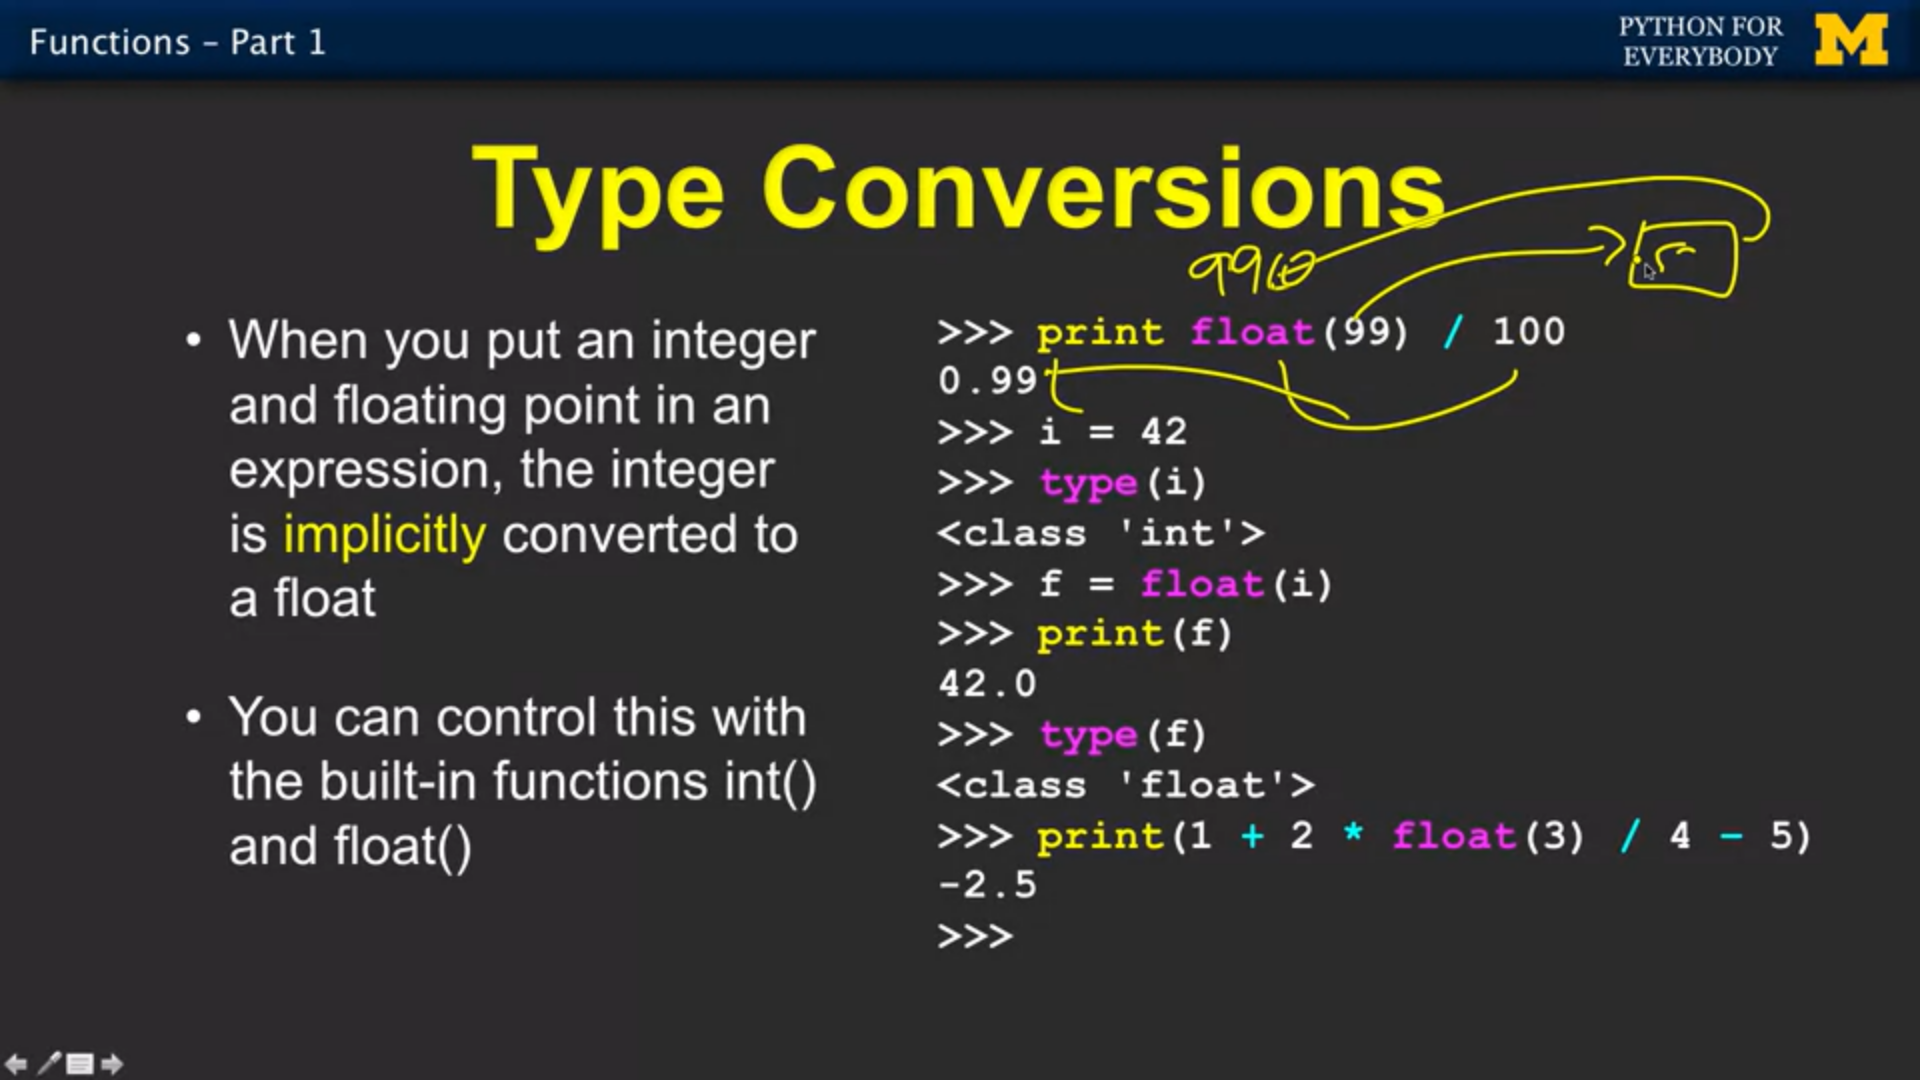 Functions – Part 1
PYTHON FOR
EVERYBODY
M
Type Conversions
• When you put an integer
and floating point in an
expression, the integer
is implicitly converted to
a float
• You can control this with
the built-in functions int()
and float()
99.0
>>> print float(99) / 100
0.99
>>> i = 42
>>> type(i)
<class 'int'>
>>> f = float(i)
>>> print(f)
42.0
>>> type(f)
<class 'float'>
>>> print(1 + 2 * float(3) / 4 - 5)
-2.5
>>>